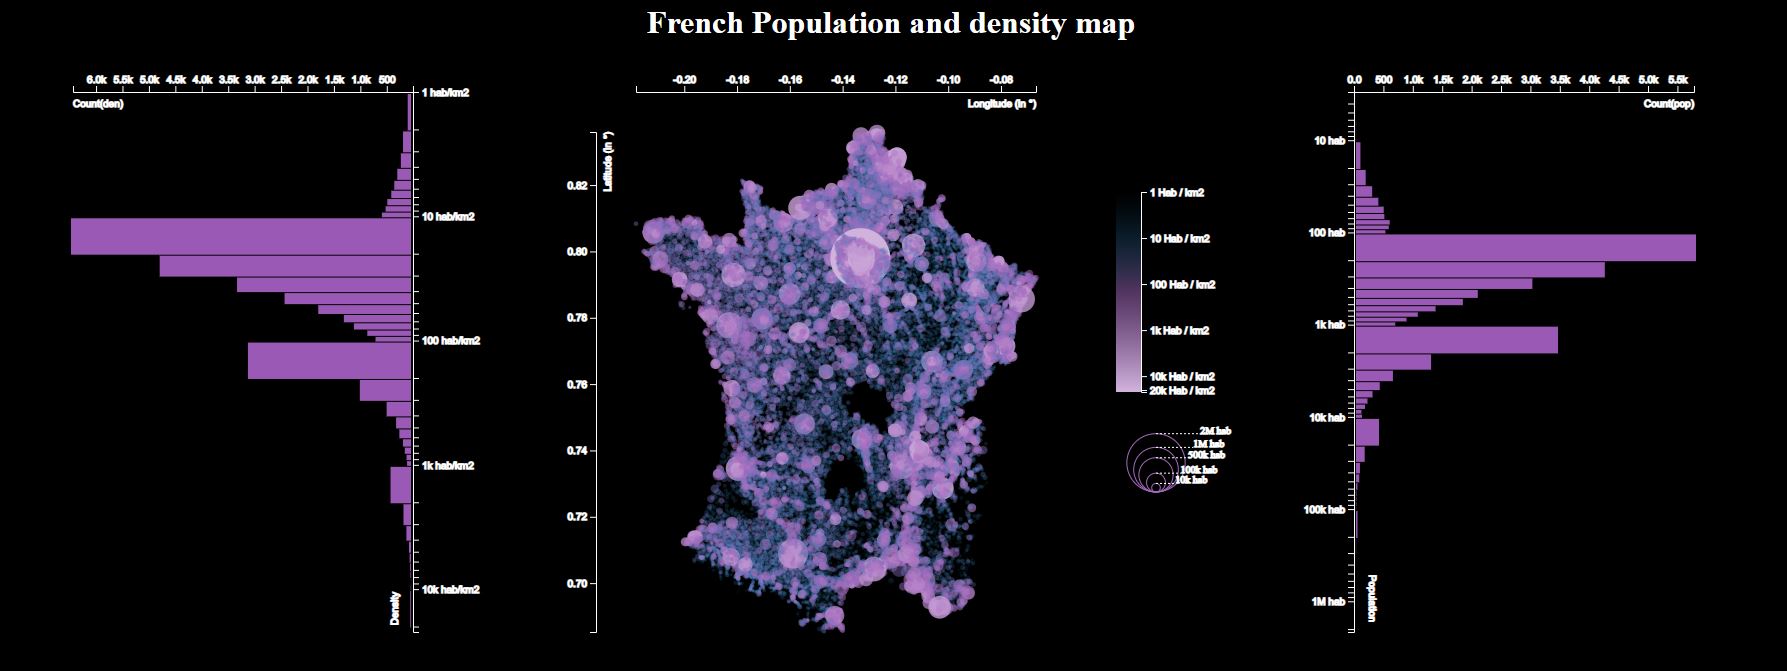 French Population and density map
6.0k 5.5k 5.0k 4.5k 4.0k 3.5k 3.0k 2.5k 2.0k 1.5k 1.0k 500
Count(den)
1 hab/km2
10 hab/km2
100 hab/km2
1k hab/km2
10k hab/km2
Density
-0.20 -0.18 -0.16 -0.14 -0.12 -0.10 -0.08
Longitude (in °)
Latitude (in °)
0.82
0.80
0.78
0.76
0.74
0.72
0.70
1 Hab / km2
10 Hab / km2
100 Hab / km2
1k Hab / km2
10k Hab / km2
20k Hab / km2
2M hab
1M hab
500k hab
100k hab
10k hab
0.0 500 1.0k 1.5k 2.0k 2.5k 3.0k 3.5k 4.0k 4.5k 5.0k 5.5k
Count(pop)
10 hab
100 hab
1k hab
10k hab
100k hab
1M hab
Population